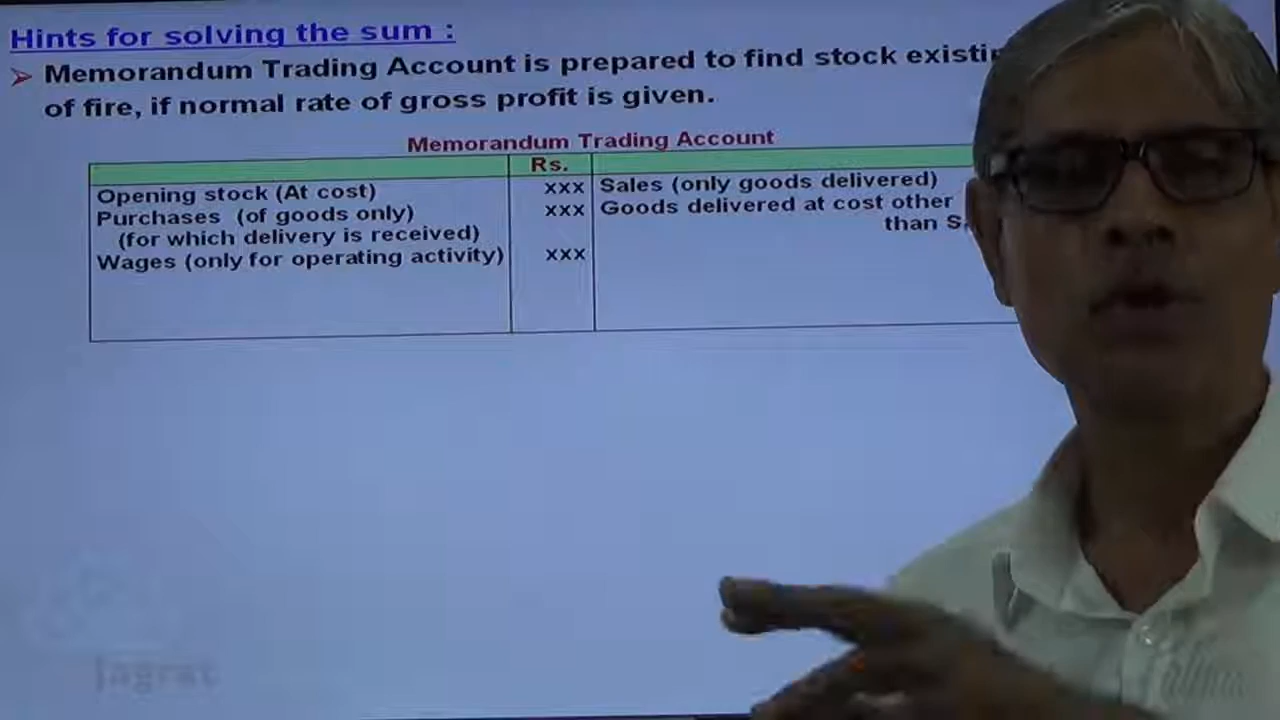 Hints for solving the sum :
➢ Memorandum Trading Account is prepared to find stock
of fire, if normal rate of gross profit is given.
Memorandum Trading Account
Rs.
Opening stock (At cost) xxx Sales (only goods delivered)
Purchases (of goods only) xxx Goods delivered at cost other
(for which delivery is received) than
Wages (only for operating activity) xxx
Jagrat